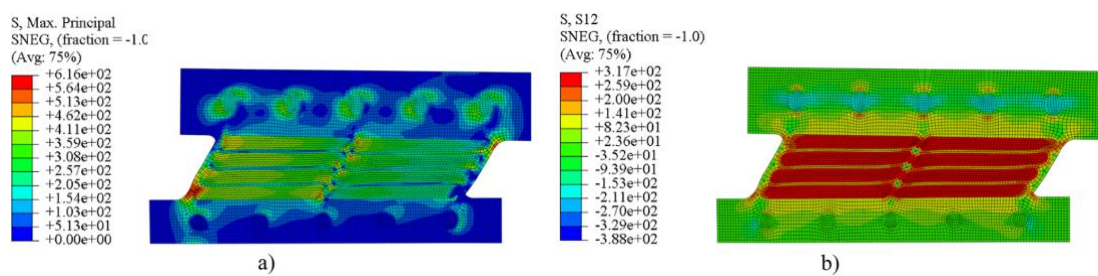 S, Max. Principal
SNEG, (fraction = -1.0
(Avg: 75%)
+6.16e+02
+5.64e+02
+5.13e+02
+4.62e+02
+4.11e+02
+3.59e+02
+3.08e+02
+2.57e+02
+2.05e+02
+1.54e+02
+1.03e+02
+5.13e+01
+0.00e+00
a)
S, S12
SNEG, (fraction = -1.0)
(Avg: 75%)
+3.17e+02
+2.59e+02
+2.00e+02
+1.41e+02
+8.23e+01
+2.36e+01
-3.52e+01
-9.39e+01
-1.53e+02
-2.11e+02
-2.70e+02
-3.29e+02
-3.88e+02
b)